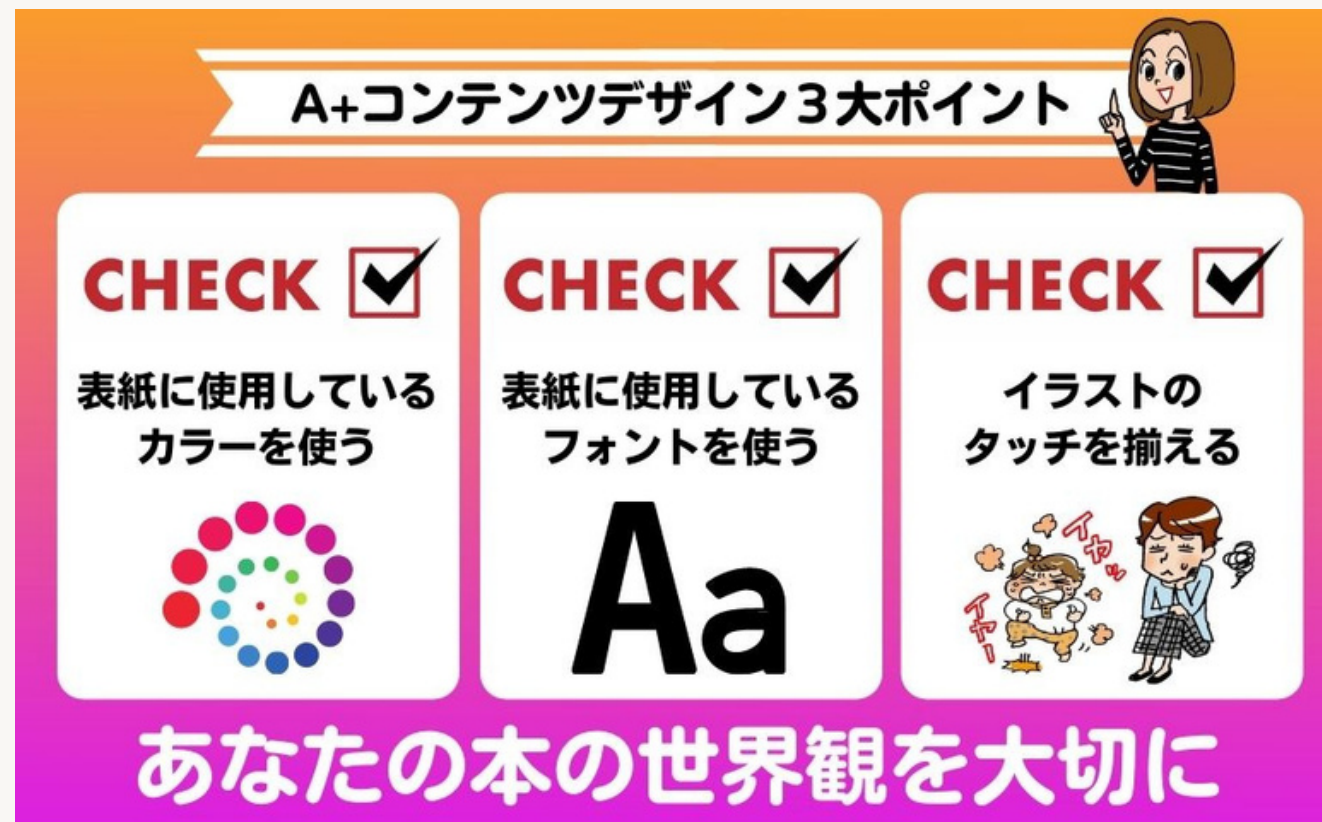 A+コンテンツデザイン3大ポイント
CHECK
表紙に使用している
カラーを使う
CHECK
表紙に使用している
フォントを使う
Aa
CHECK
イラストの
タッチを揃える
イヤッ
イヤー
あなたの本の世界観を大切に